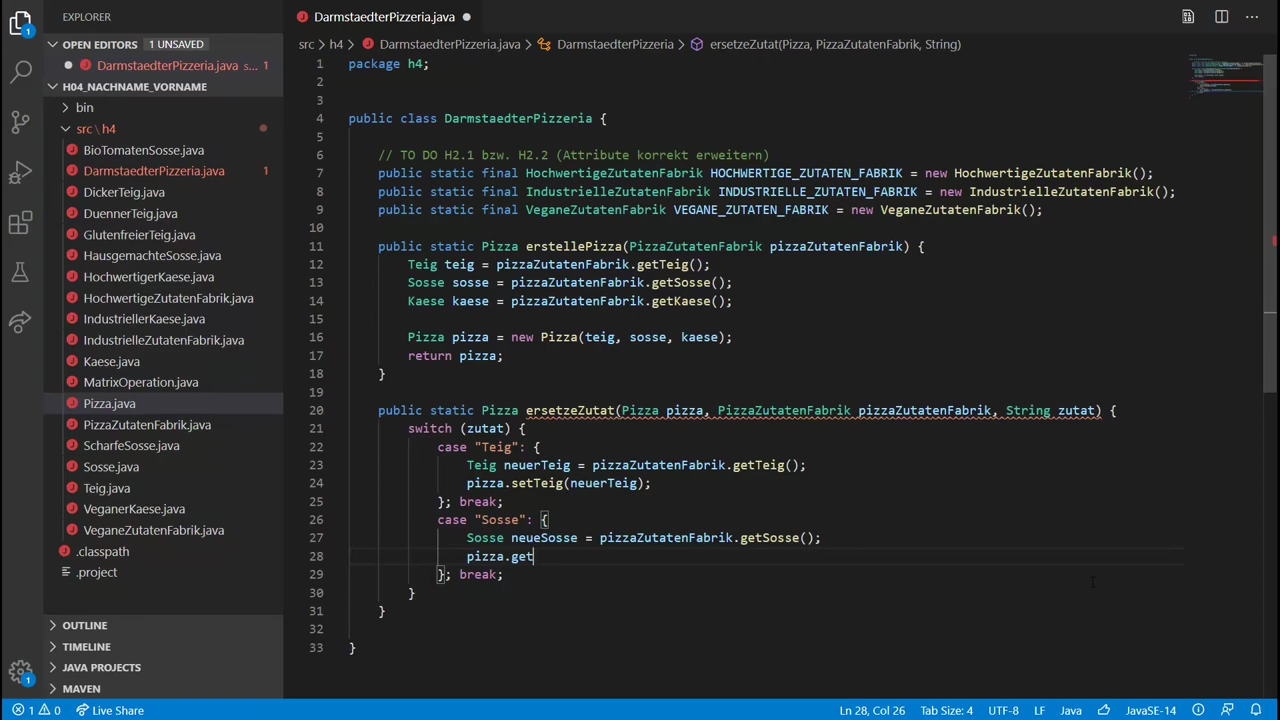 EXPLORER
OPEN EDITORS 1 UNSAVED
DarmstaedterPizzeria.java s... 1
H04_NACHNAME_VORNAME
bin
src\h4
BioTomatenSosse.java
DarmstaedterPizzeria.java 1
DickerTeig.java
DuennerTeig.java
GlutenfreierTeig.java
HausgemachteSosse.java
HochwertigerKaese.java
HochwertigeZutatenFabrik.java
IndustriellerKaese.java
IndustrielleZutatenFabrik.java
Kaese.java
MatrixOperation.java
Pizza.java
PizzaZutatenFabrik.java
ScharfeSosse.java
Sosse.java
Teig.java
VeganerKaese.java
VeganeZutatenFabrik.java
.classpath
.project
OUTLINE
TIMELINE
JAVA PROJECTS
MAVEN
DarmstaedterPizzeria.java
src > h4 > DarmstaedterPizzeria.java > DarmstaedterPizzeria > ersetzeZutat(Pizza, PizzaZutatenFabrik, String)
1 package h4;
2
3
4 public class DarmstaedterPizzeria {
5
6 // TO DO H2.1 bzw. H2.2 (Attribute korrekt erweitern)
7 public static final HochwertigeZutatenFabrik HOCHWERTIGE_ZUTATEN_FABRIK = new HochwertigeZutatenFabrik();
8 public static final IndustrielleZutatenFabrik INDUSTRIELLE_ZUTATEN_FABRIK = new IndustrielleZutatenFabrik();
9 public static final VeganeZutatenFabrik VEGANE_ZUTATEN_FABRIK = new VeganeZutatenFabrik();
10
11 public static Pizza erstellePizza(PizzaZutatenFabrik pizzaZutatenFabrik) {
12 Teig teig = pizzaZutatenFabrik.getTeig();
13 Sosse sosse = pizzaZutatenFabrik.getSosse();
14 Kaese kaese = pizzaZutatenFabrik.getKaese();
15
16 Pizza pizza = new Pizza(teig, sosse, kaese);
17 return pizza;
18 }
19
20 public static Pizza ersetzeZutat(Pizza pizza, PizzaZutatenFabrik pizzaZutatenFabrik, String zutat) {
21 switch (zutat) {
22 case "Teig": {
23 Teig neuerTeig = pizzaZutatenFabrik.getTeig();
24 pizza.setTeig(neuerTeig);
25 }; break;
26 case "Sosse": {
27 Sosse neueSosse = pizzaZutatenFabrik.getSosse();
28 pizza.get
29 }; break;
30 }
31 }
32
33 }
1
1
1 0 Live Share Ln 28, Col 26 Tab Size: 4 UTF-8 LF Java JavaSE-14